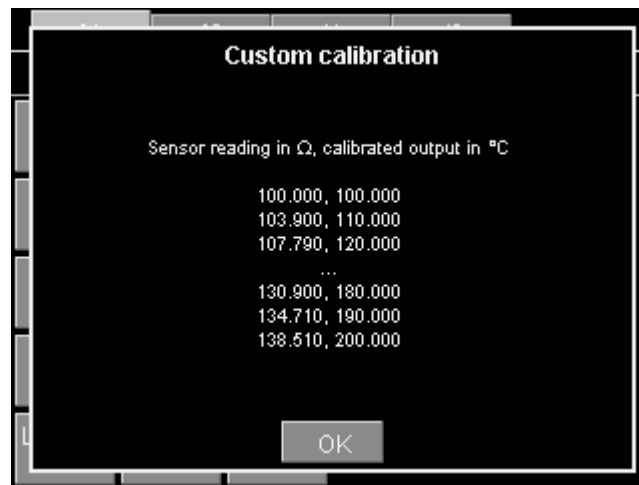 Custom calibration
Sensor reading in Ω, calibrated output in °C
100.000, 100.000
103.900, 110.000
107.790, 120.000
...
130.900, 180.000
134.710, 190.000
138.510, 200.000
OK